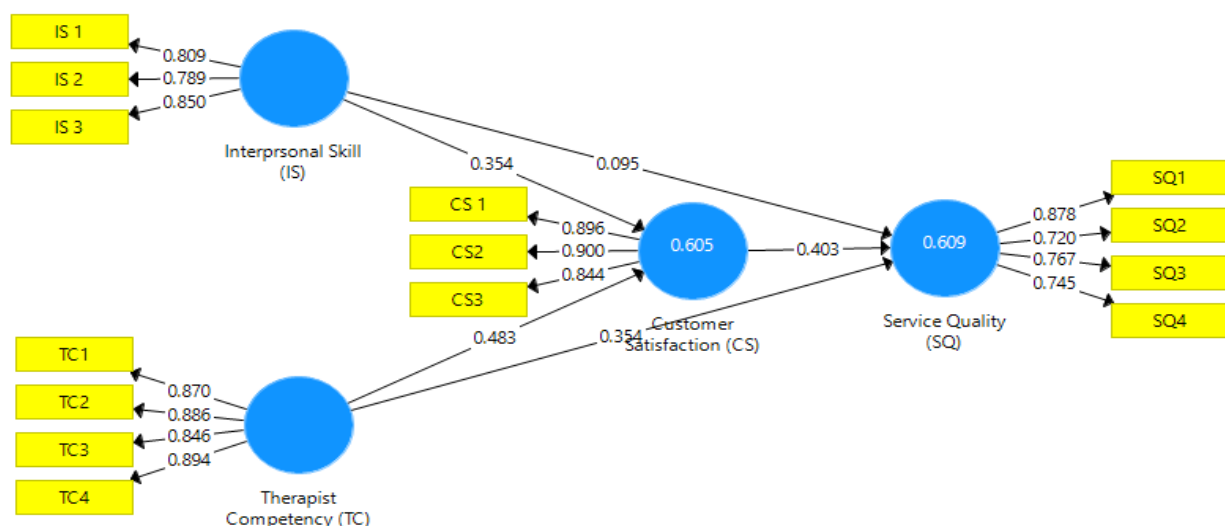 IS 1
0.809
IS 2
0.789
0.850
IS 3
Interprsonal Skill
(IS)
0.354
0.095
CS 1
0.896
CS2
0.900
0.844
CS3
0.605
0.403
0.609
Customer
Satisfaction (CS)
Service Quality
(SQ)
SQ1
0.878
SQ2
0.720
0.767
SQ3
0.745
SQ4
0.483
0.354
TC1
0.870
TC2
0.886
TC3
0.846
0.894
TC4
Therapist
Competency (TC)